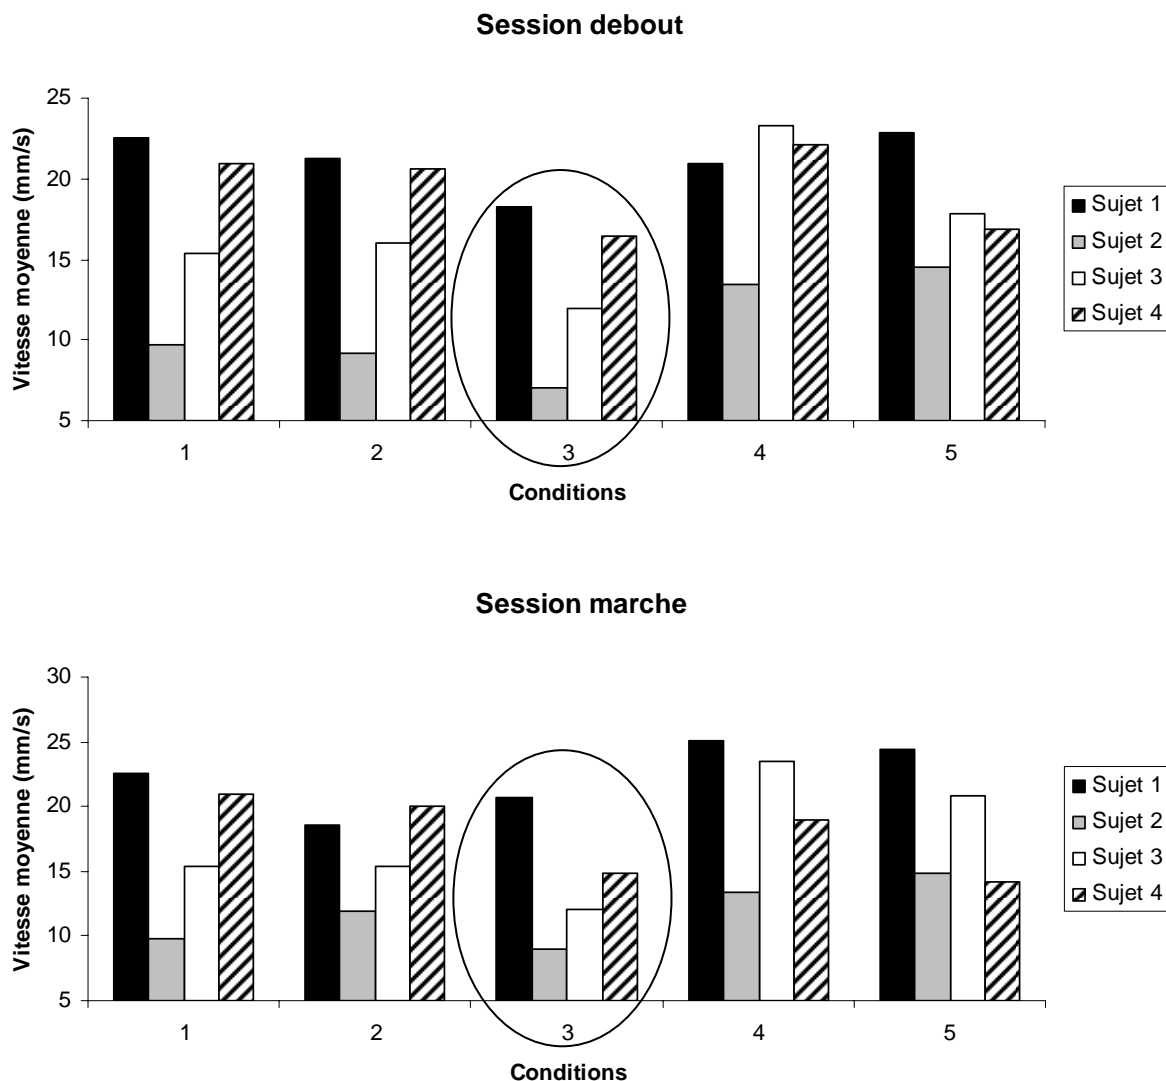 Session debout
Vitesse moyenne (mm/s)
25
20
15
10
5
1 2 3 4 5
Conditions
Sujet 1
Sujet 2
Sujet 3
Sujet 4
Session marche
Vitesse moyenne (mm/s)
30
25
20
15
10
5
1 2 3 4 5
Conditions
Sujet 1
Sujet 2
Sujet 3
Sujet 4